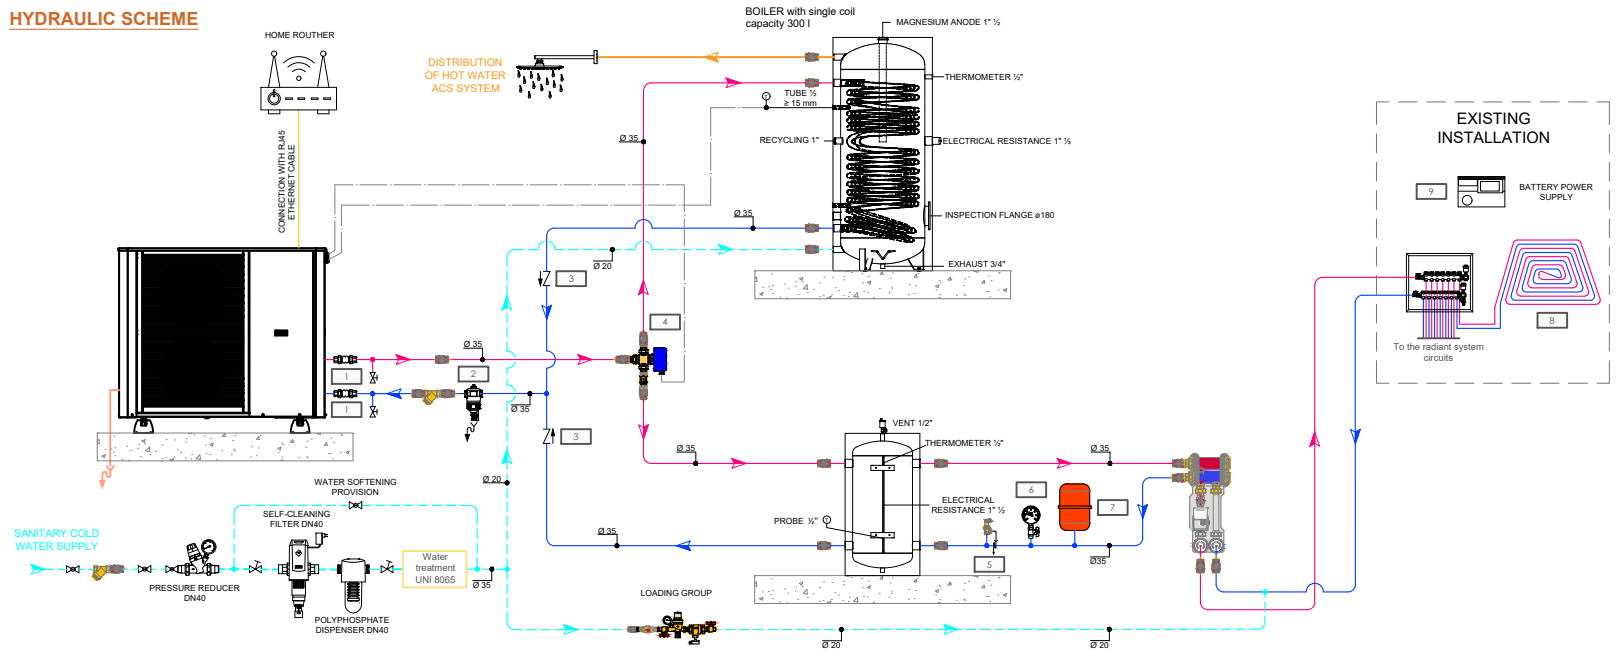 HYDRAULIC SCHEME
HOME ROUTHER
CONNECTION WITH RJ45
ETHERNET CABLE
DISTRIBUTION
OF HOT WATER
ACS SYSTEM
BOILER with single coil
capacity 300 l
MAGNESIUM ANODE 1" ½
THERMOMETER ½"
T
TUBE ½
≥ 15 mm
RECYCLING 1"
ELECTRICAL RESISTANCE 1" ½
INSPECTION FLANGE ø180
EXHAUST 3/4"
Ø 35
Ø 35
Ø 20
3
4
Ø 35
2
1
1
Ø 35
3
EXISTING
INSTALLATION
9
BATTERY POWER
SUPPLY
8
To the radiant system
circuits
VENT 1/2"
THERMOMETER ½"
ELECTRICAL
RESISTANCE 1" ½
PROBE ½"
T
Ø 35
Ø 35
6
7
5
Ø35
Ø 35
Ø 20
WATER SOFTENING
PROVISION
SELF-CLEANING
FILTER DN40
SANITARY COLD
WATER SUPPLY
PRESSURE REDUCER
DN40
POLYPHOSPHATE
DISPENSER DN40
Water
treatment
UNI 8065
Ø 35
LOADING GROUP
Ø 20
Ø 20